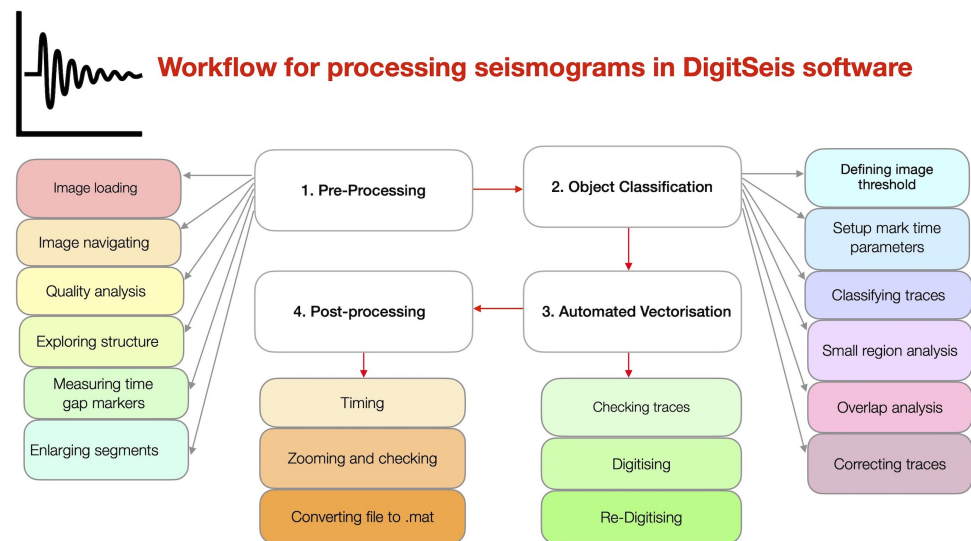 Workflow for processing seismograms in DigitSeis software
1. Pre-Processing
2. Object Classification
3. Automated Vectorisation
4. Post-processing
Image loading
Image navigating
Quality analysis
Exploring structure
Measuring time
gap markers
Enlarging segments
Defining image
threshold
Setup mark time
parameters
Classifying traces
Small region analysis
Overlap analysis
Correcting traces
Checking traces
Digitising
Re-Digitising
Timing
Zooming and checking
Converting file to .mat